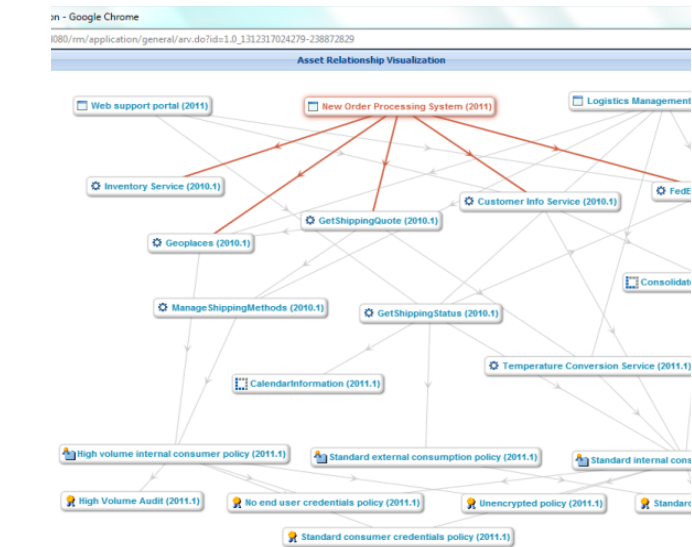 on - Google Chrome
8080/rm/application/general/arv.do?id=1.0_1312317024279-238872829
Asset Relationship Visualization
Web support portal (2011)
New Order Processing System (2011)
Logistics Management
Inventory Service (2010.1)
Customer Info Service (2010.1)
FedE
GetShippingQuote (2010.1)
Geoplaces (2010.1)
Consolidate
ManageShippingMethods (2010.1)
GetShippingStatus (2010.1)
Temperature Conversion Service (2011.1)
CalendarInformation (2011.1)
High volume internal consumer policy (2011.1)
Standard external consumption policy (2011.1)
Standard internal cons
High Volume Audit (2011.1)
No end user credentials policy (2011.1)
Unencrypted policy (2011.1)
Standard
Standard consumer credentials policy (2011.1)